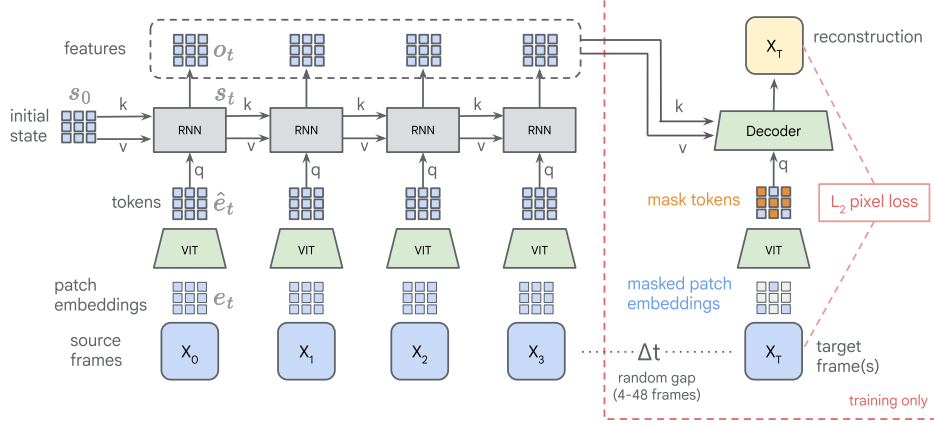 features
o_t
X_T
reconstruction
s_0
s_t
initial
state
k
v
RNN
k
v
RNN
k
v
RNN
k
v
RNN
k
v
Decoder
q
q
q
q
q
tokens
ê_t
mask tokens
L_2 pixel loss
VIT
VIT
VIT
VIT
VIT
patch
embeddings
e_t
masked patch
embeddings
source
frames
X_0
X_1
X_2
X_3
Δt
X_T
target
frame(s)
random gap
(4-48 frames)
training only